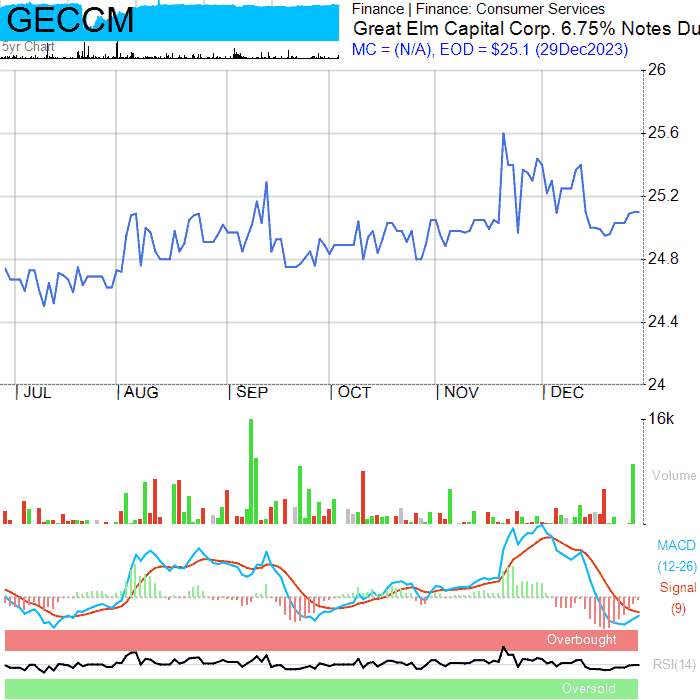 GECCM
5yr Chart
Finance | Finance: Consumer Services
Great Elm Capital Corp. 6.75% Notes Du
MC = (N/A), EOD = $25.1 (29Dec2023)
26
25.6
25.2
24.8
24.4
24
JUL AUG SEP OCT NOV DEC
16k
Volume
MACD
(12-26)
Signal
(9)
Overbought
RSI(14)
Oversold